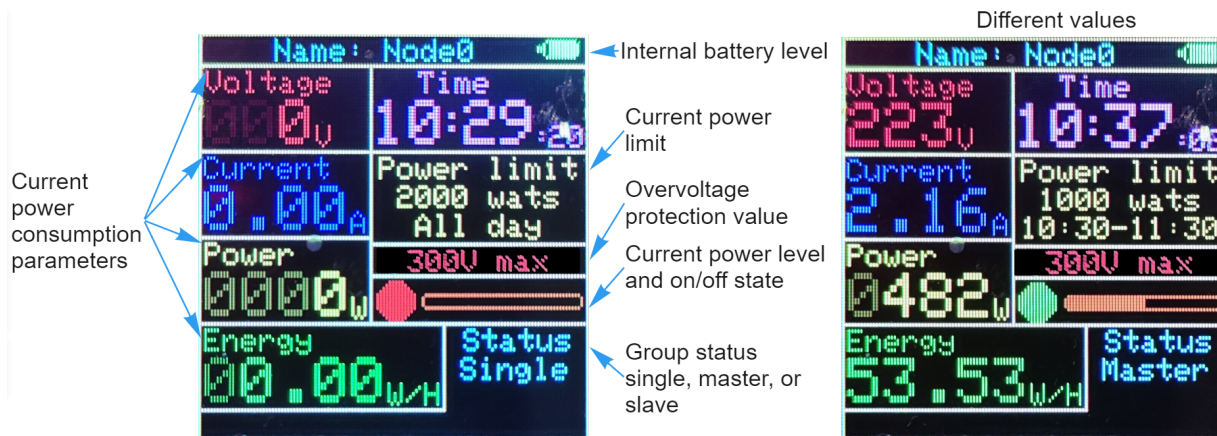 Different values
Name: Node0
Voltage
000V
Time
10:29:20
Current
0.00A
Power limit
2000 wats
All day
Power
0000W
300V max
Energy
00.00W/H
Status
Single
Internal battery level
Current power
limit
Overvoltage
protection value
Current power level
and on/off state
Group status
single, master, or
slave
Current
power
consumption
parameters
Name: Node0
Voltage
223V
Time
10:37
Current
2.16A
Power limit
1000 wats
10:30-11:30
Power
0482W
300V max
Energy
53.53W/H
Status
Master